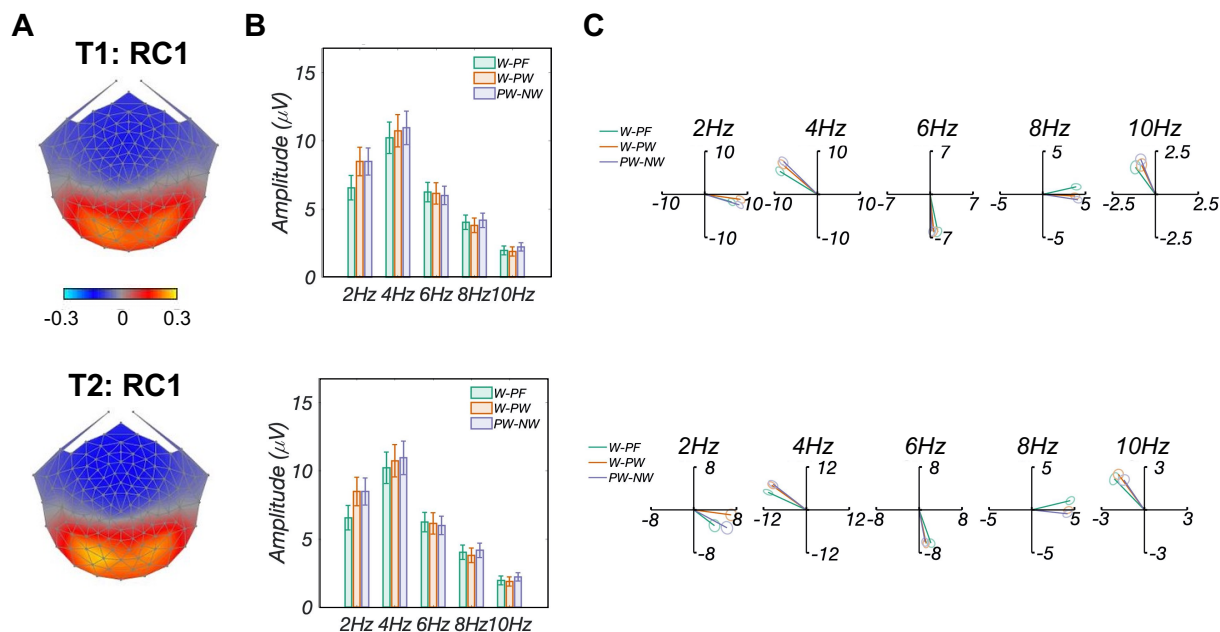 A
B
C
T1: RC1
-0.3 0 0.3
Amplitude (μV)
15
10
5
0
W-PF
W-PW
PW-NW
2Hz 4Hz 6Hz 8Hz 10Hz
W-PF
W-PW
PW-NW
2Hz 4Hz 6Hz 8Hz 10Hz
10 10 7 5 2.5
-10 10 -10 10 -7 7 -5 5 -2.5 2.5
-10 -10 -7 -5 -2.5
T2: RC1
Amplitude (μV)
15
10
5
0
W-PF
W-PW
PW-NW
2Hz 4Hz 6Hz 8Hz 10Hz
W-PF
W-PW
PW-NW
2Hz 4Hz 6Hz 8Hz 10Hz
8 12 8 5 3
-8 8 -12 12 -8 8 -5 5 -3 3
-8 -12 -8 -5 -3